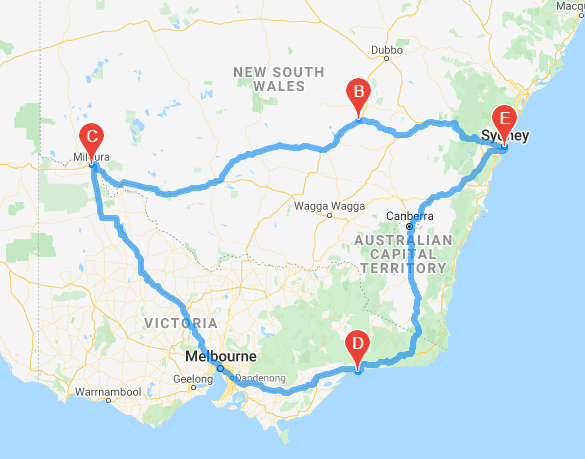 Macq
Dubbo
NEW SOUTH
WALES
B
E
Sydney
C
Mildura
Wagga Wagga
Canberra
AUSTRALIAN
CAPITAL
TERRITORY
VICTORIA
D
Melbourne
Geelong
Dandenong
Warrnambool